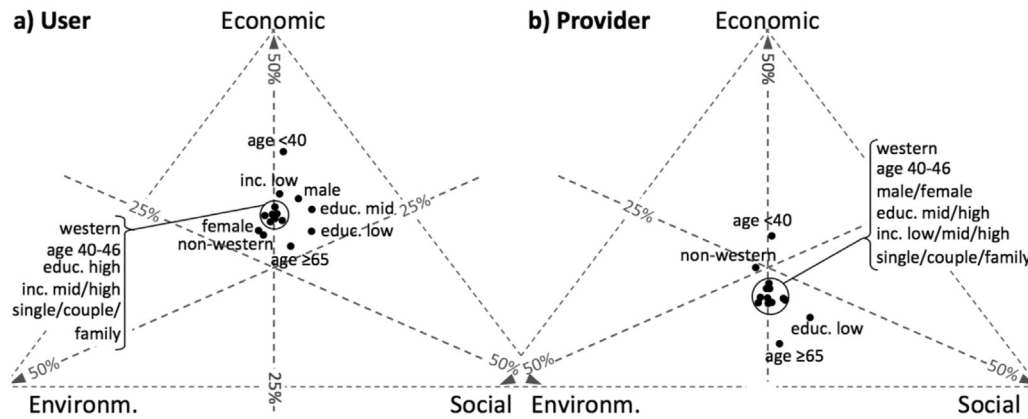 a) User
Economic
50%
age <40
inc. low
male
educ. mid
educ. low
25%
25%
female
non-western
age ≥65
western
age 40-46
educ. high
inc. mid/high
single/couple/
family
50%
50%
25%
Environm.
Social
b) Provider
Economic
50%
western
age 40-46
male/female
educ. mid/high
inc. low/mid/high
single/couple/family
25%
25%
age <40
non-western
educ. low
age ≥65
50%
50%
25%
Environm.
Social